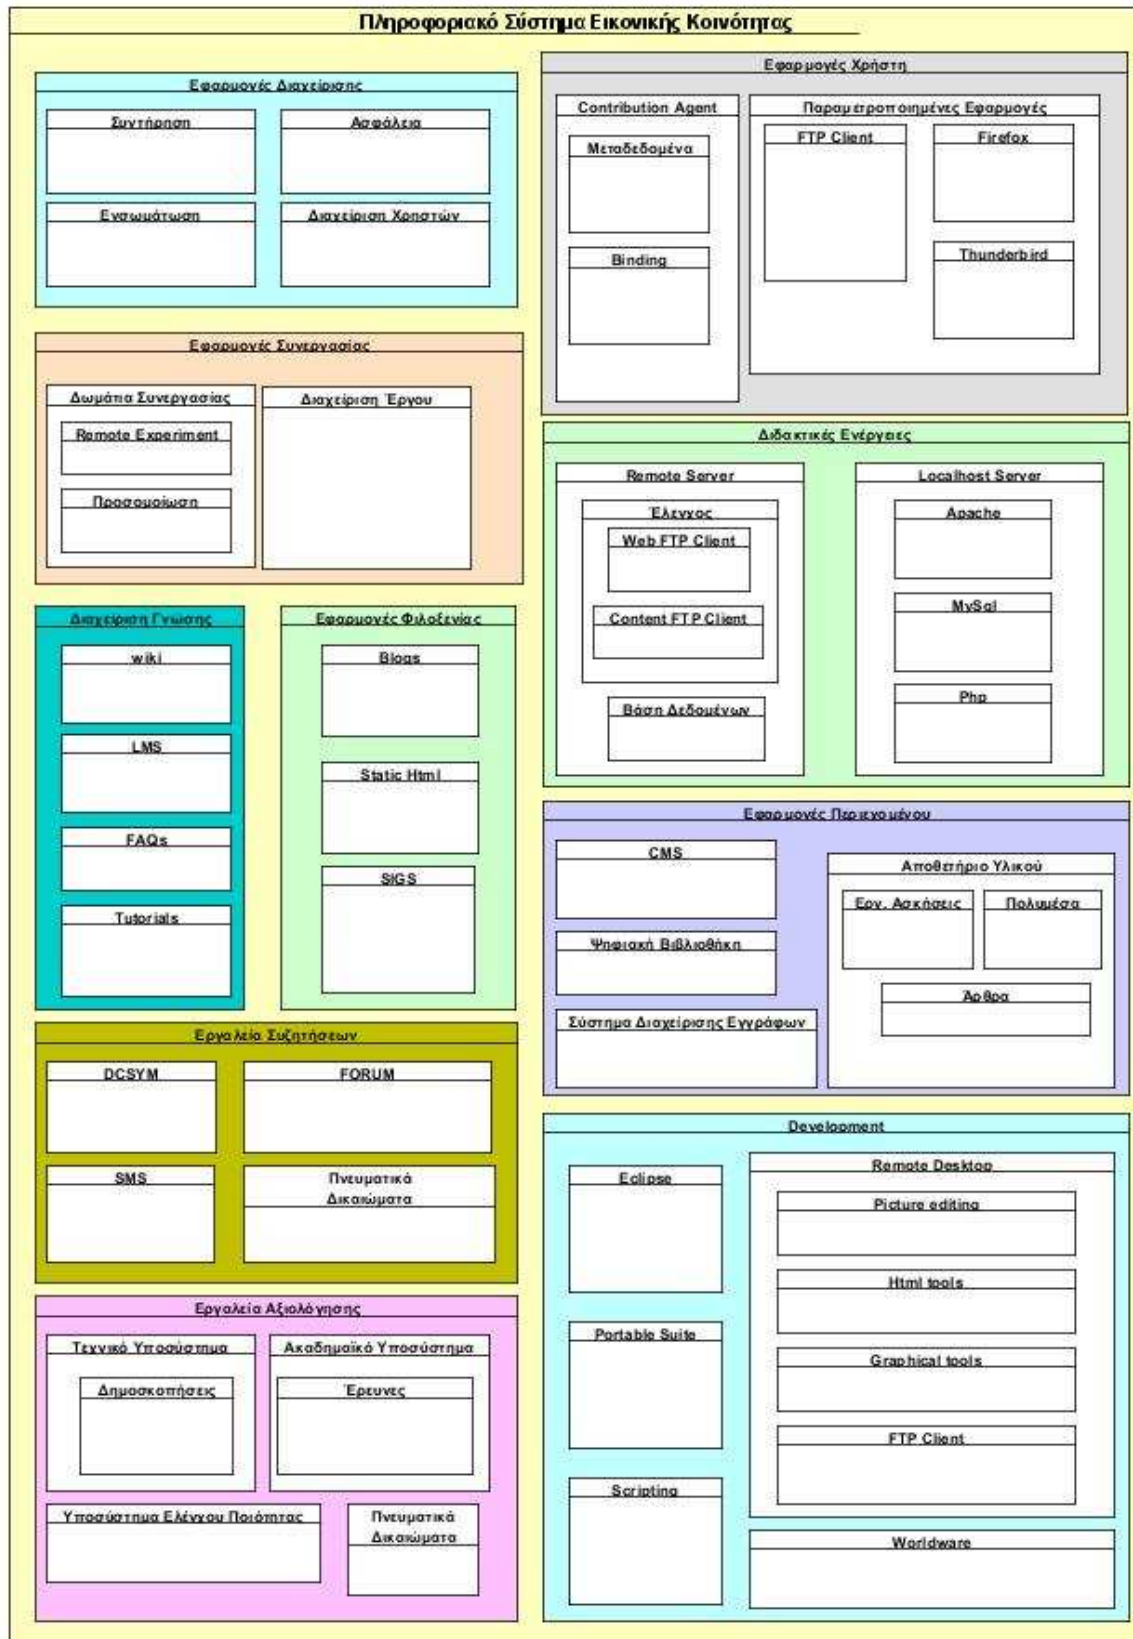 Πληροφοριακό Σύστημα Εικονικής Κοινότητας
Εφαρμογές Διαχείρισης
Συντήρηση
Ασφάλεια
Ενσωμάτωση
Διαχείριση Χρηστών
Εφαρμογές Συνεργασίας
Δωμάτια Συνεργασίας
Remote Experiment
Προσομοίωση
Διαχείριση Έργου
Διαχείριση Γνώσης
wiki
LMS
FAQs
Tutorials
Εφαρμογές Φιλοξενίας
Blogs
Static Html
SIGS
Εργαλεία Συζητήσεων
DCSYM
FORUM
SMS
Πνευματικά
Δικαιώματα
Εργαλεία Αξιολόγησης
Τεχνικό Υποσύστημα
Δημοσκοπήσεις
Ακαδημαϊκό Υποσύστημα
Έρευνες
Υποσύστημα Ελέγχου Ποιότητας
Πνευματικά
Δικαιώματα
Εφαρμογές Χρήστη
Contribution Agent
Μεταδεδομένα
Binding
Παραμετροποιημένες Εφαρμογές
FTP Client
Firefox
Thunderbird
Διδακτικές Ενέργειες
Remote Server
Έλεγχος
Web FTP Client
Content FTP Client
Βάση Δεδομένων
Localhost Server
Apache
MySql
Php
Εφαρμογές Περιεχομένου
CMS
Ψηφιακή Βιβλιοθήκη
Σύστημα Διαχείρισης Εγγράφων
Αποθετήριο Υλικού
Εργ. Ασκήσεις
Πολυμέσα
Άρθρα
Development
Eclipse
Portable Suite
Scripting
Remote Desktop
Picture editing
Html tools
Graphical tools
FTP Client
Worldware